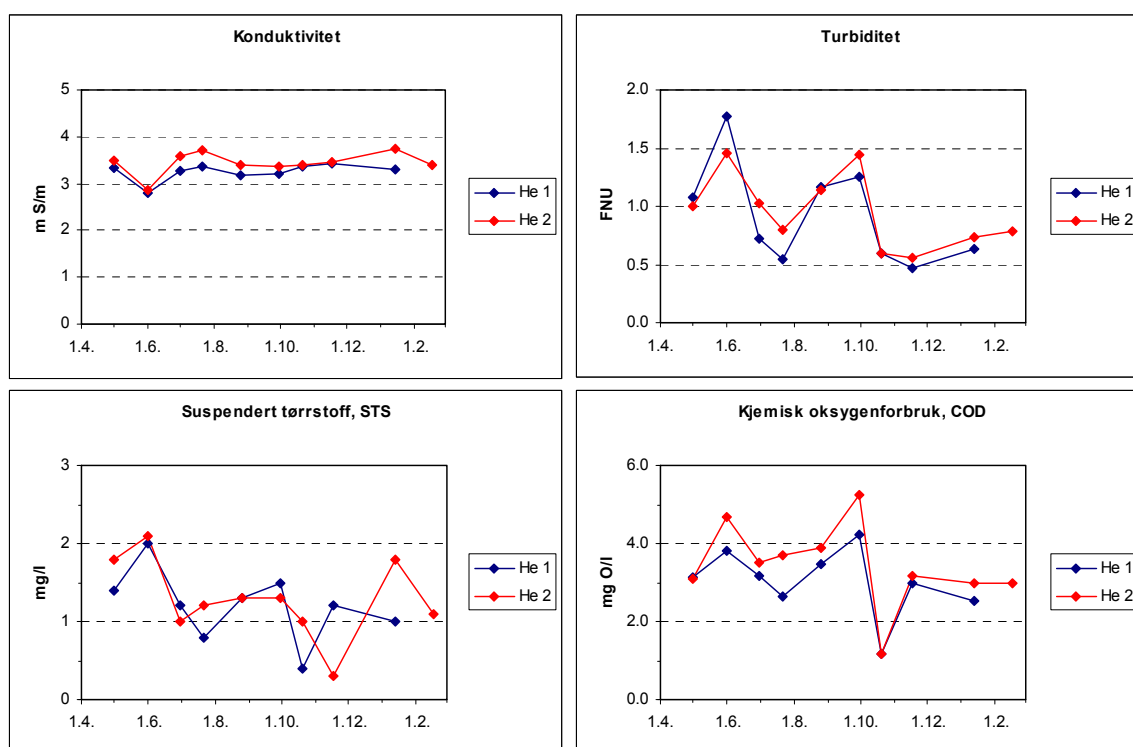 Konduktivitet
5
4
3
2
1
0
m S/m
1.4. 1.6. 1.8. 1.10. 1.12. 1.2.
He 1
He 2
Turbiditet
2.0
1.5
1.0
0.5
0.0
FNU
1.4. 1.6. 1.8. 1.10. 1.12. 1.2.
He 1
He 2
Suspendert tørrstoff, STS
3
2
1
0
mg/l
1.4. 1.6. 1.8. 1.10. 1.12. 1.2.
He 1
He 2
Kjemisk oksygenforbruk, COD
6.0
4.0
2.0
0.0
mg O/l
1.4. 1.6. 1.8. 1.10. 1.12. 1.2.
He 1
He 2